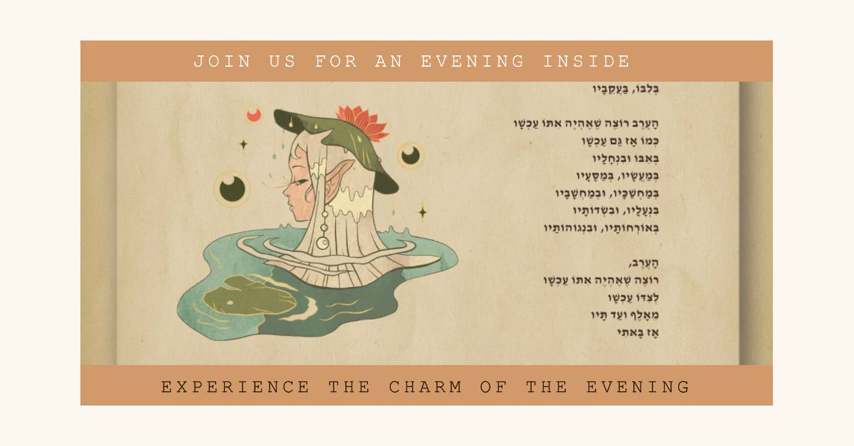 JOIN US FOR AN EVENING INSIDE
בְּלִבּוֹ, בַּעֲקֵבָיו
הָעֶרֶב רוֹצֶה שֶׁאֶהְיֶה אִתּוֹ עַכְשָׁו
כְּמוֹ אָז גַּם עַכְשָׁו
בְּאִבּוֹ וּבִנְחָלָיו
בְּמַעֲשָׂיו, בְּמַסָּעָיו
בְּמַחֲשַׁכָּיו, וּבְמַחְשָׁבָיו
בִּנְעָלָיו, וּבִשְׂדוֹתָיו
בְּאוֹרְחוֹתָיו, וּבִנְגוֹהוֹתָיו
הָעֶרֶב,
רוֹצֶה שֶׁאֶהְיֶה אִתּוֹ עַכְשָׁו
לְצִדּוֹ עַכְשָׁו
מֵאָלֶף וְעַד תָּיו
אָז בָּאתִי
EXPERIENCE THE CHARM OF THE EVENING